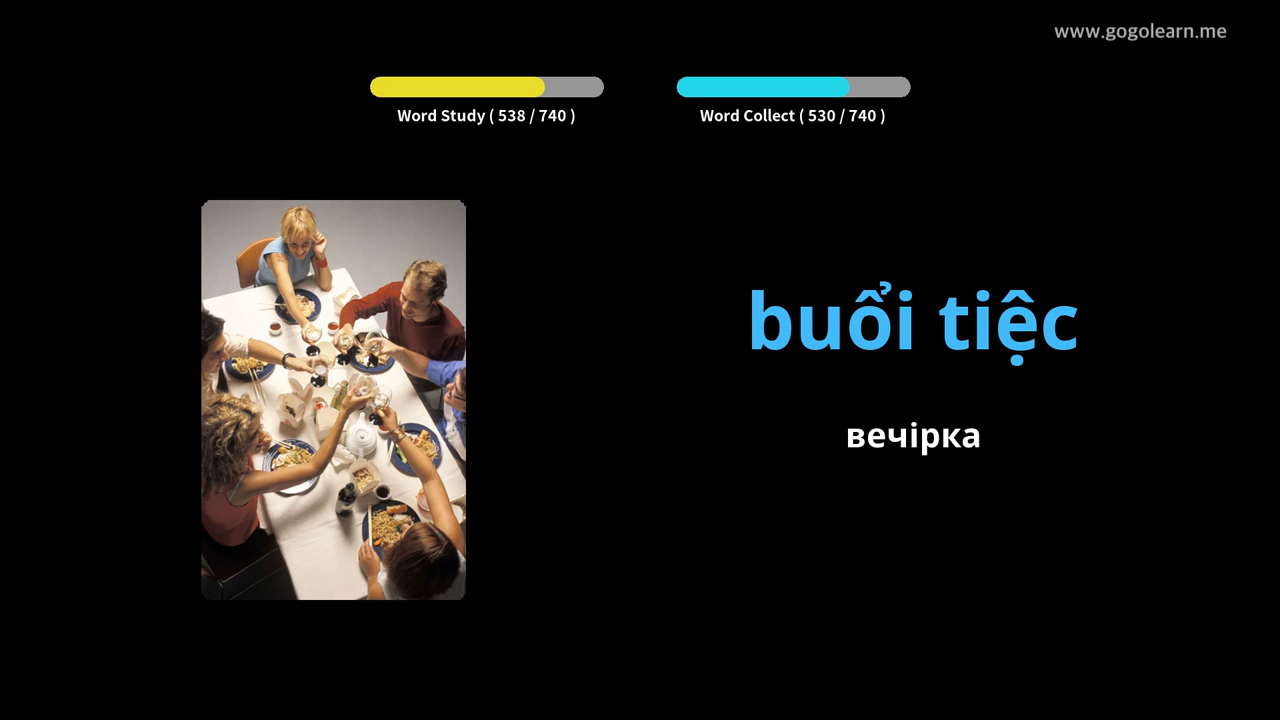 www.gogolearn.me
Word Study ( 538 / 740 )
Word Collect ( 530 / 740 )
buổi tiệc
вечірка